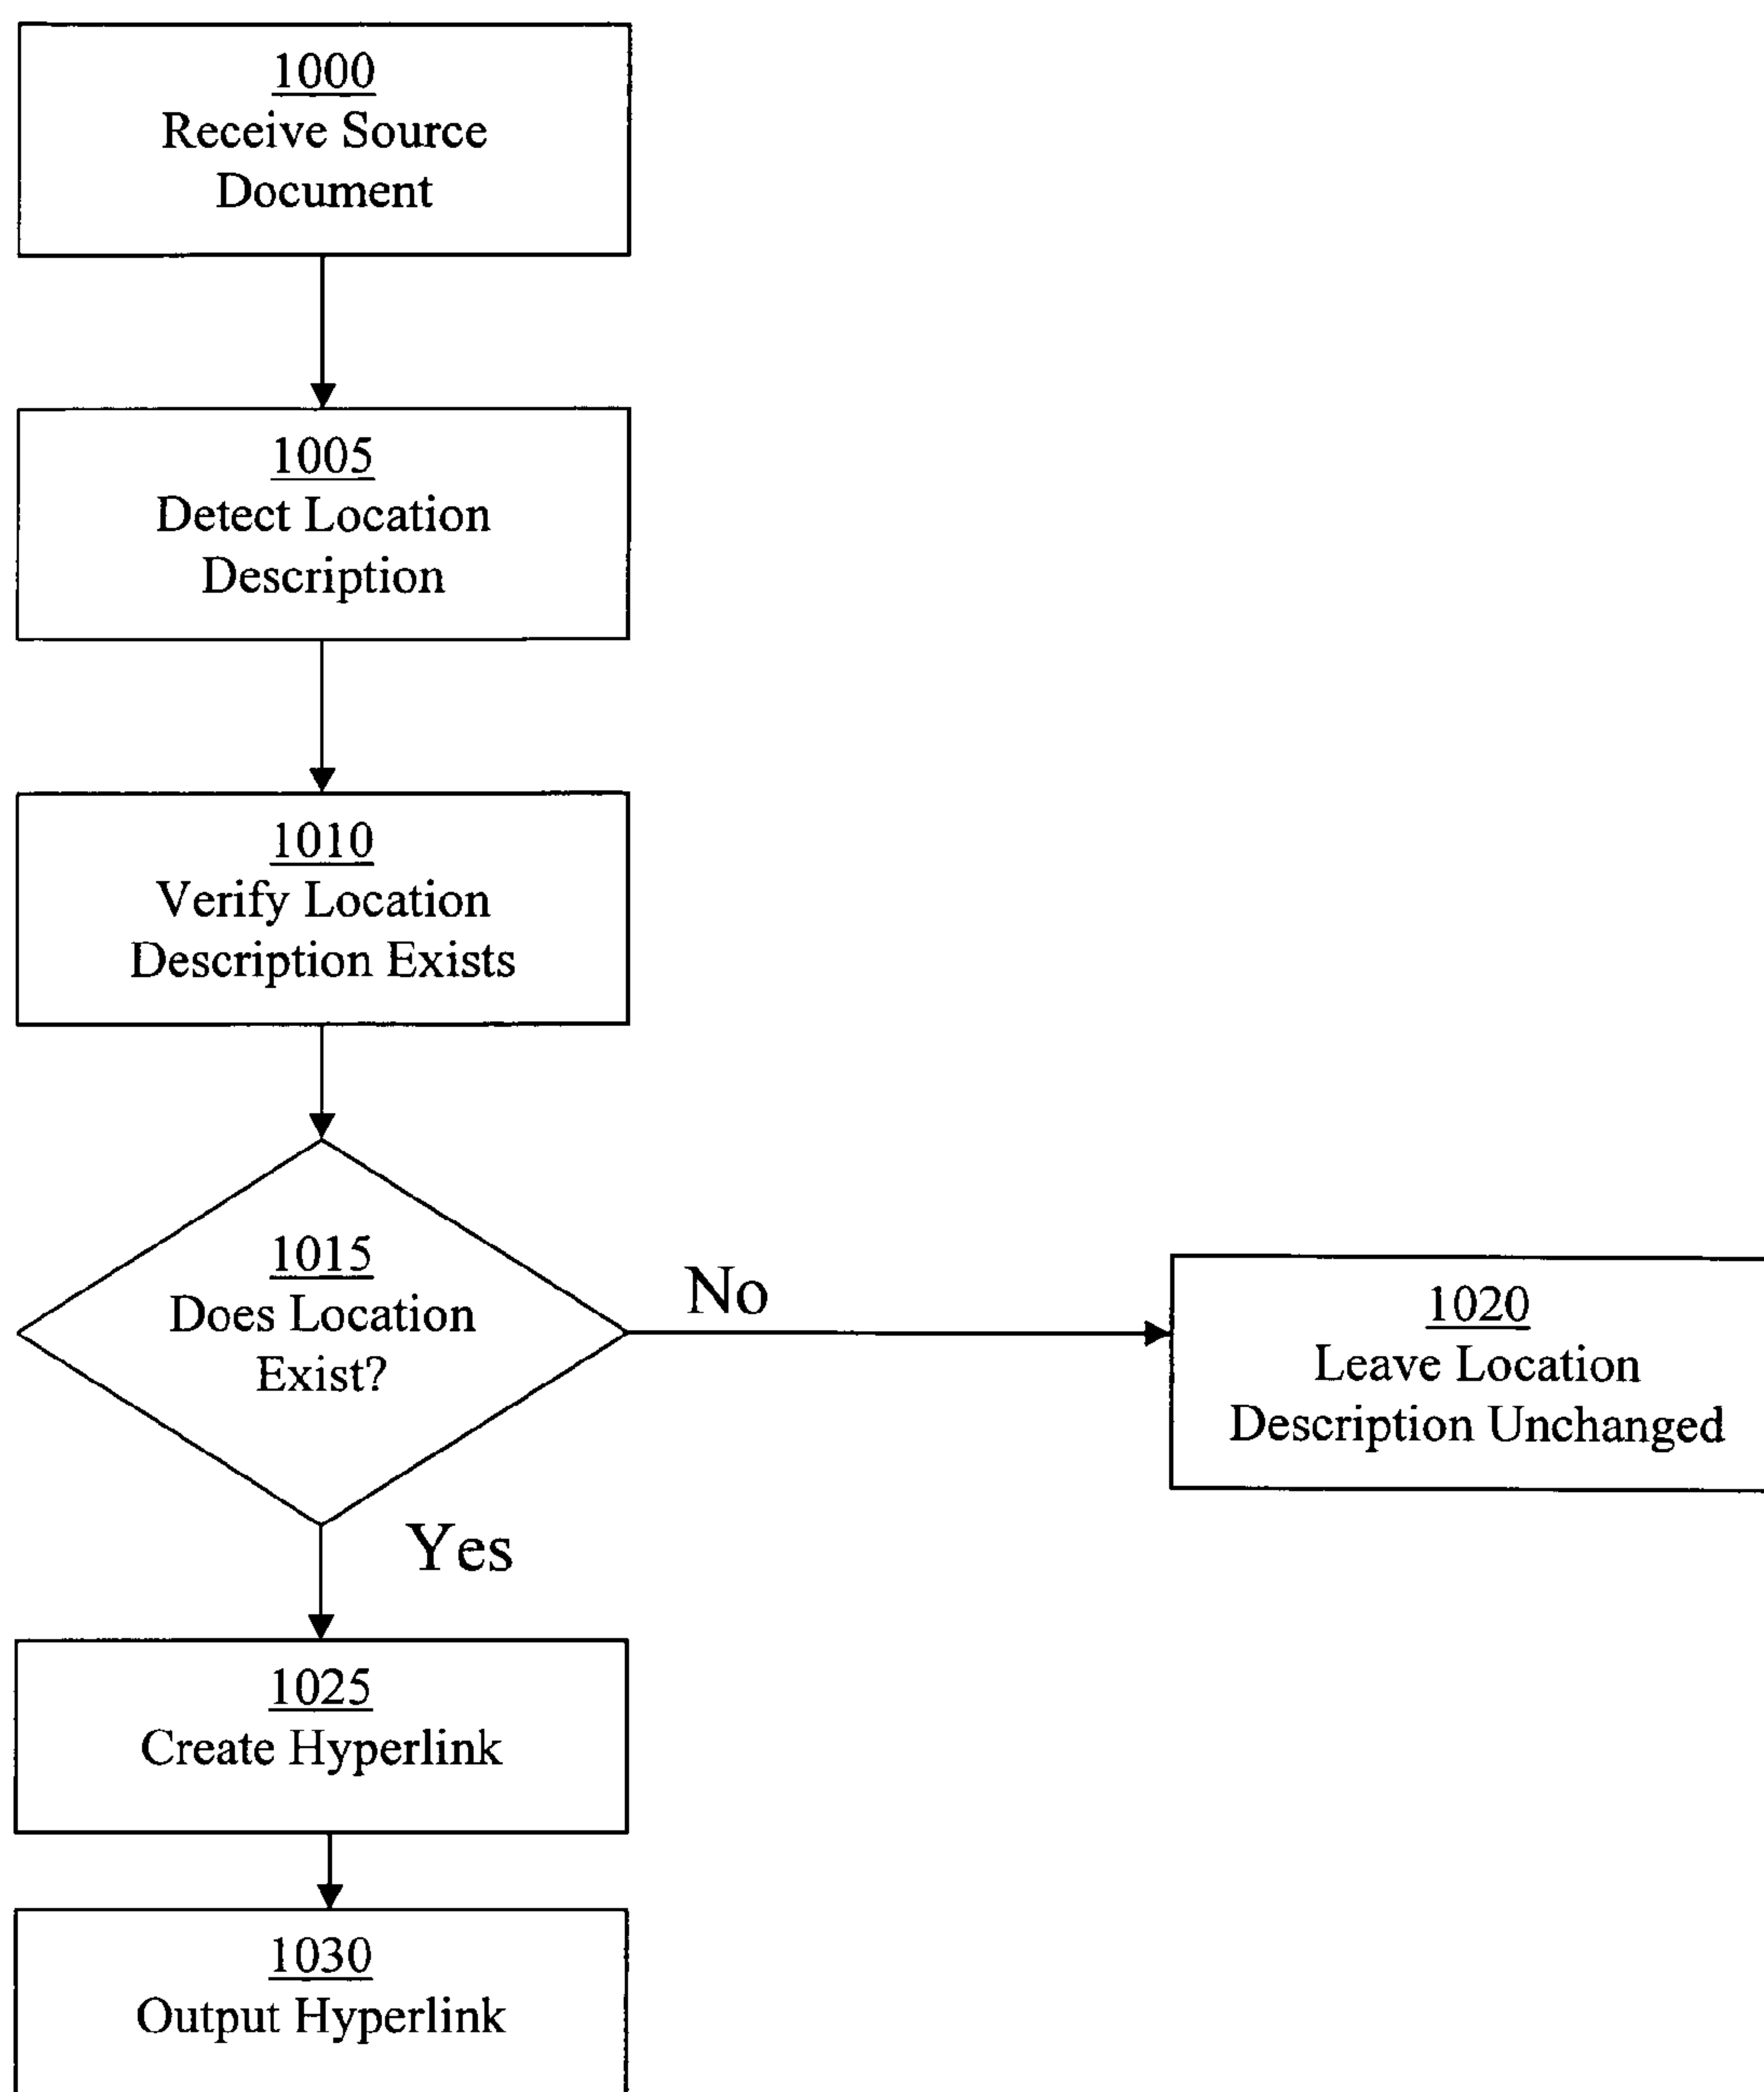 1000
Receive Source
Document
1005
Detect Location
Description
1010
Verify Location
Description Exists
1015
Does Location
Exist?
No
1020
Leave Location
Description Unchanged
Yes
1025
Create Hyperlink
1030
Output Hyperlink